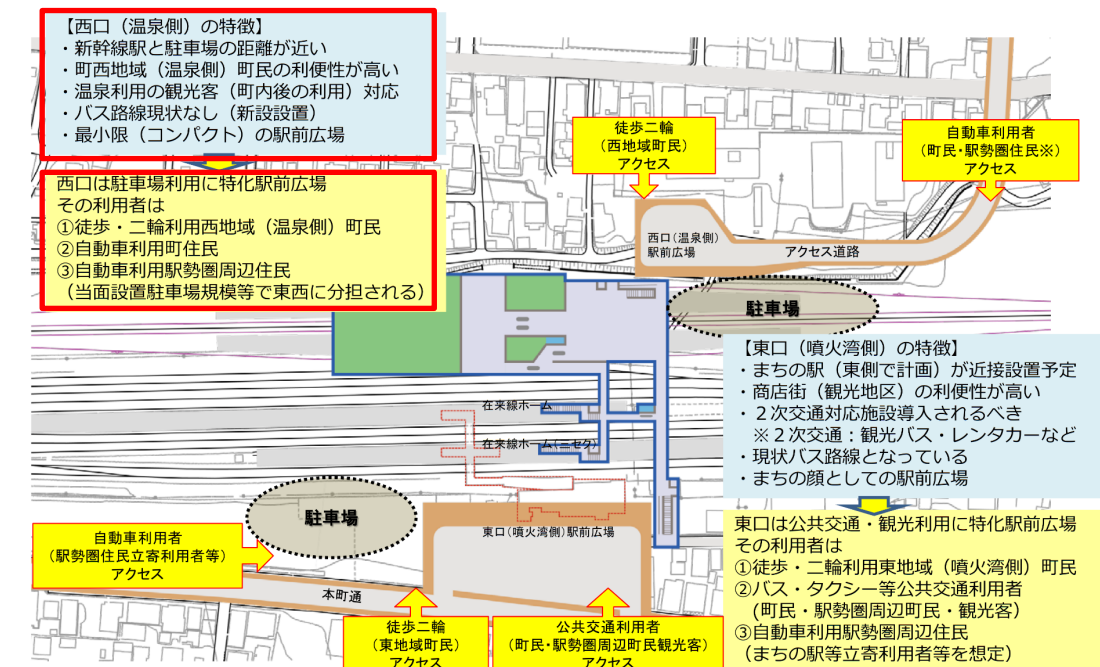 【西口（温泉側）の特徴】
・新幹線駅と駐車場の距離が近い
・町西地域（温泉側）町民の利便性が高い
・温泉利用の観光客（町内後の利用）対応
・バス路線現状なし（新設設置）
・最小限（コンパクト）の駅前広場
西口は駐車場利用に特化駅前広場
その利用者は
①徒歩・二輪利用西地域（温泉側）町民
②自動車利用町住民
③自動車利用駅勢圏周辺住民
（当面設置駐車場規模等で東西に分担される）
徒歩二輪
（西地域町民）
アクセス
自動車利用者
（町民・駅勢圏住民※）
アクセス
西口（温泉側）
駅前広場
アクセス道路
駐車場
【東口（噴火湾側）の特徴】
・まちの駅（東側で計画）が近接設置予定
・商店街（観光地区）の利便性が高い
・２次交通対応施設導入されるべき
※２次交通：観光バス・レンタカーなど
・現状バス路線となっている
・まちの顔としての駅前広場
在来線ホーム
在来線ホーム（ニセク）
駐車場
東口（噴火湾側）駅前広場
自動車利用者
（駅勢圏住民立寄利用者等）
アクセス
本町通
徒歩二輪
（東地域町民）
アクセス
公共交通利用者
（町民・駅勢圏周辺町民観光客）
アクセス
東口は公共交通・観光利用に特化駅前広場
その利用者は
①徒歩・二輪利用東地域（噴火湾側）町民
②バス・タクシー等公共交通利用者
（町民・駅勢圏周辺町民・観光客）
③自動車利用駅勢圏周辺住民
（まちの駅等立寄利用者等を想定）